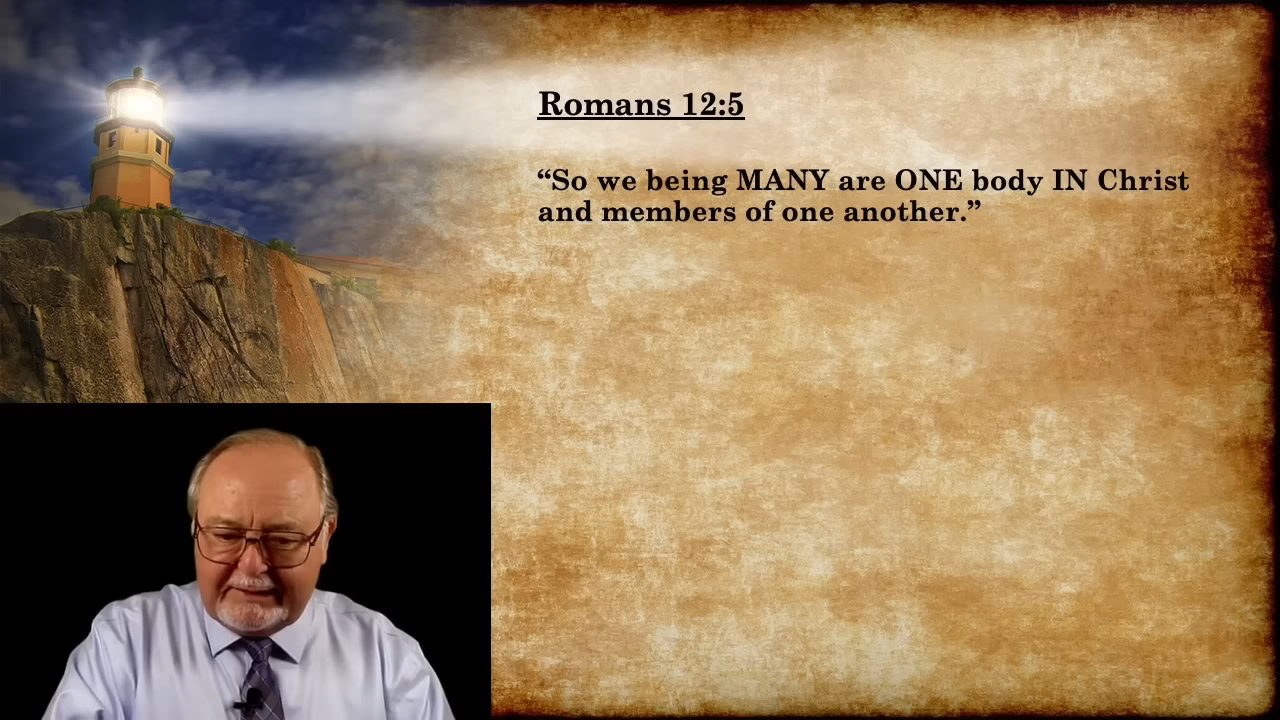 Romans 12:5
“So we being MANY are ONE body IN Christ
and members of one another.”